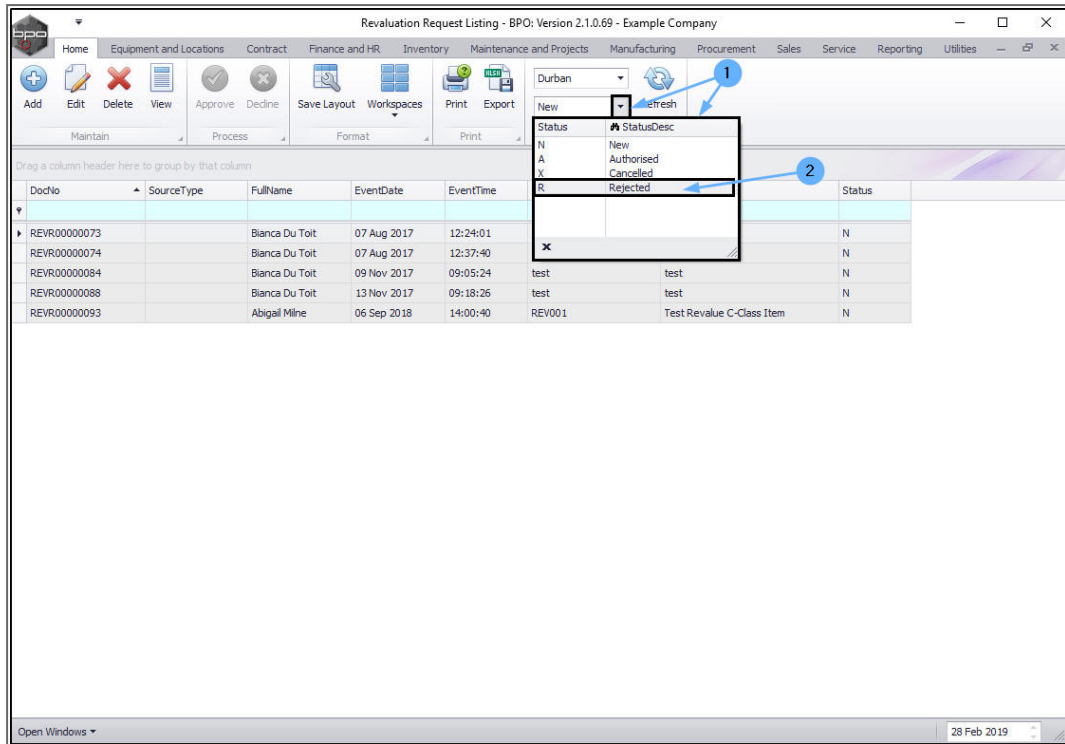 bpo
Revaluation Request Listing - BPO: Version 2.1.0.69 - Example Company
Home Equipment and Locations Contract Finance and HR Inventory Maintenance and Projects Manufacturing Procurement Sales Service Reporting Utilities
Add Edit Delete View Approve Decline Save Layout Workspaces Print Export
Durban
New
1
Maintain Process Format Print
Status StatusDesc
N New
A Authorised
X Cancelled
R Rejected
2
Drag a column header here to group by that column
DocNo SourceType FullName EventDate EventTime Status
REVR00000073 Bianca Du Toit 07 Aug 2017 12:24:01 N
REVR00000074 Bianca Du Toit 07 Aug 2017 12:37:40 N
REVR00000084 Bianca Du Toit 09 Nov 2017 09:05:24 test test N
REVR00000088 Bianca Du Toit 13 Nov 2017 09:18:26 test test N
REVR00000093 Abigail Milne 06 Sep 2018 14:00:40 REV001 Test Revalue C-Class Item N
Open Windows 28 Feb 2019